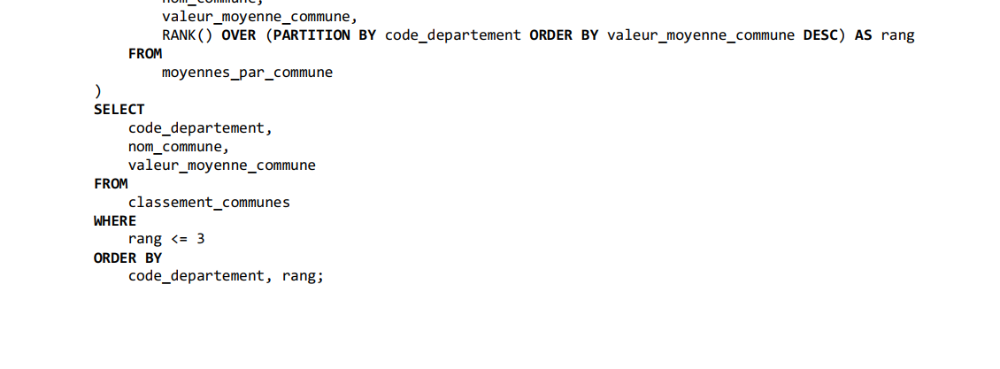 valeur_moyenne_commune,
RANK() OVER (PARTITION BY code_departement ORDER BY valeur_moyenne_commune DESC) AS rang
FROM
moyennes_par_commune
)
SELECT
code_departement,
nom_commune,
valeur_moyenne_commune
FROM
classement_communes
WHERE
rang <= 3
ORDER BY
code_departement, rang;